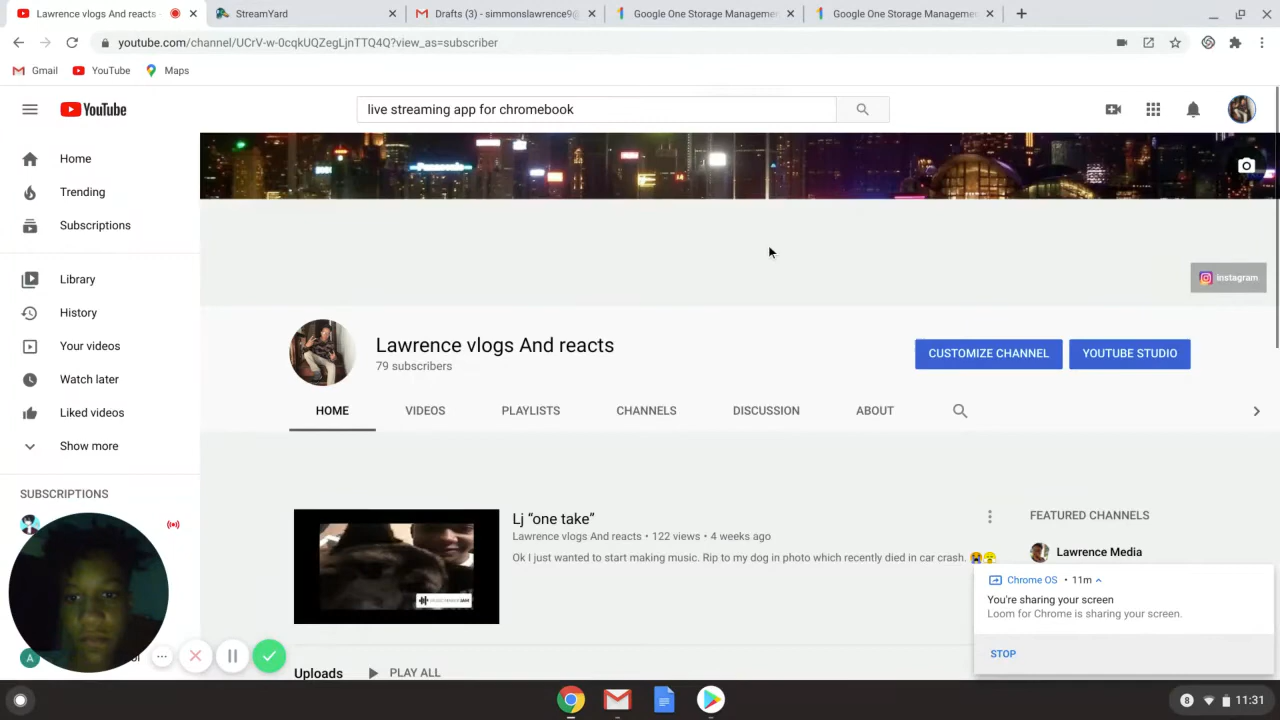 Lawrence vlogs And reacts -
StreamYard
Drafts (3) - simmonslawrence9@
Google One Storage Managemen
Google One Storage Managemen
youtube.com/channel/UCrV-w-0cqkUQZegLjnTTQ4Q?view_as=subscriber
Gmail
YouTube
Maps
YouTube
live streaming app for chromebook
Home
Trending
Subscriptions
Library
History
Your videos
Watch later
Liked videos
Show more
SUBSCRIPTIONS
A
Panasonic
instagram
Lawrence vlogs And reacts
79 subscribers
CUSTOMIZE CHANNEL
YOUTUBE STUDIO
HOME
VIDEOS
PLAYLISTS
CHANNELS
DISCUSSION
ABOUT
Lj “one take”
Lawrence vlogs And reacts • 122 views • 4 weeks ago
Ok I just wanted to start making music. Rip to my dog in photo which recently died in car crash. 😭😤
FEATURED CHANNELS
Lawrence Media
Chrome OS • 11m
You're sharing your screen
Loom for Chrome is sharing your screen.
STOP
Uploads
PLAY ALL
8
11:31